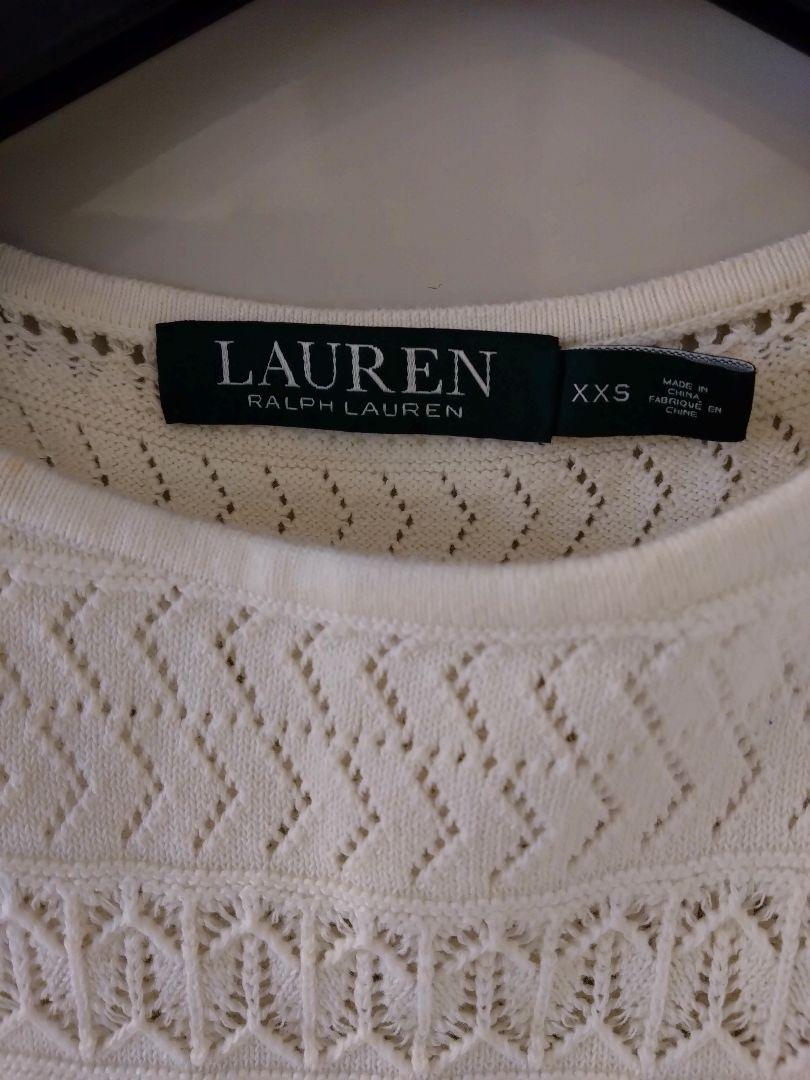 LAUREN
RALPH LAUREN
XXS
MADE IN
CHINA
FABRIQUÉ EN
CHINE